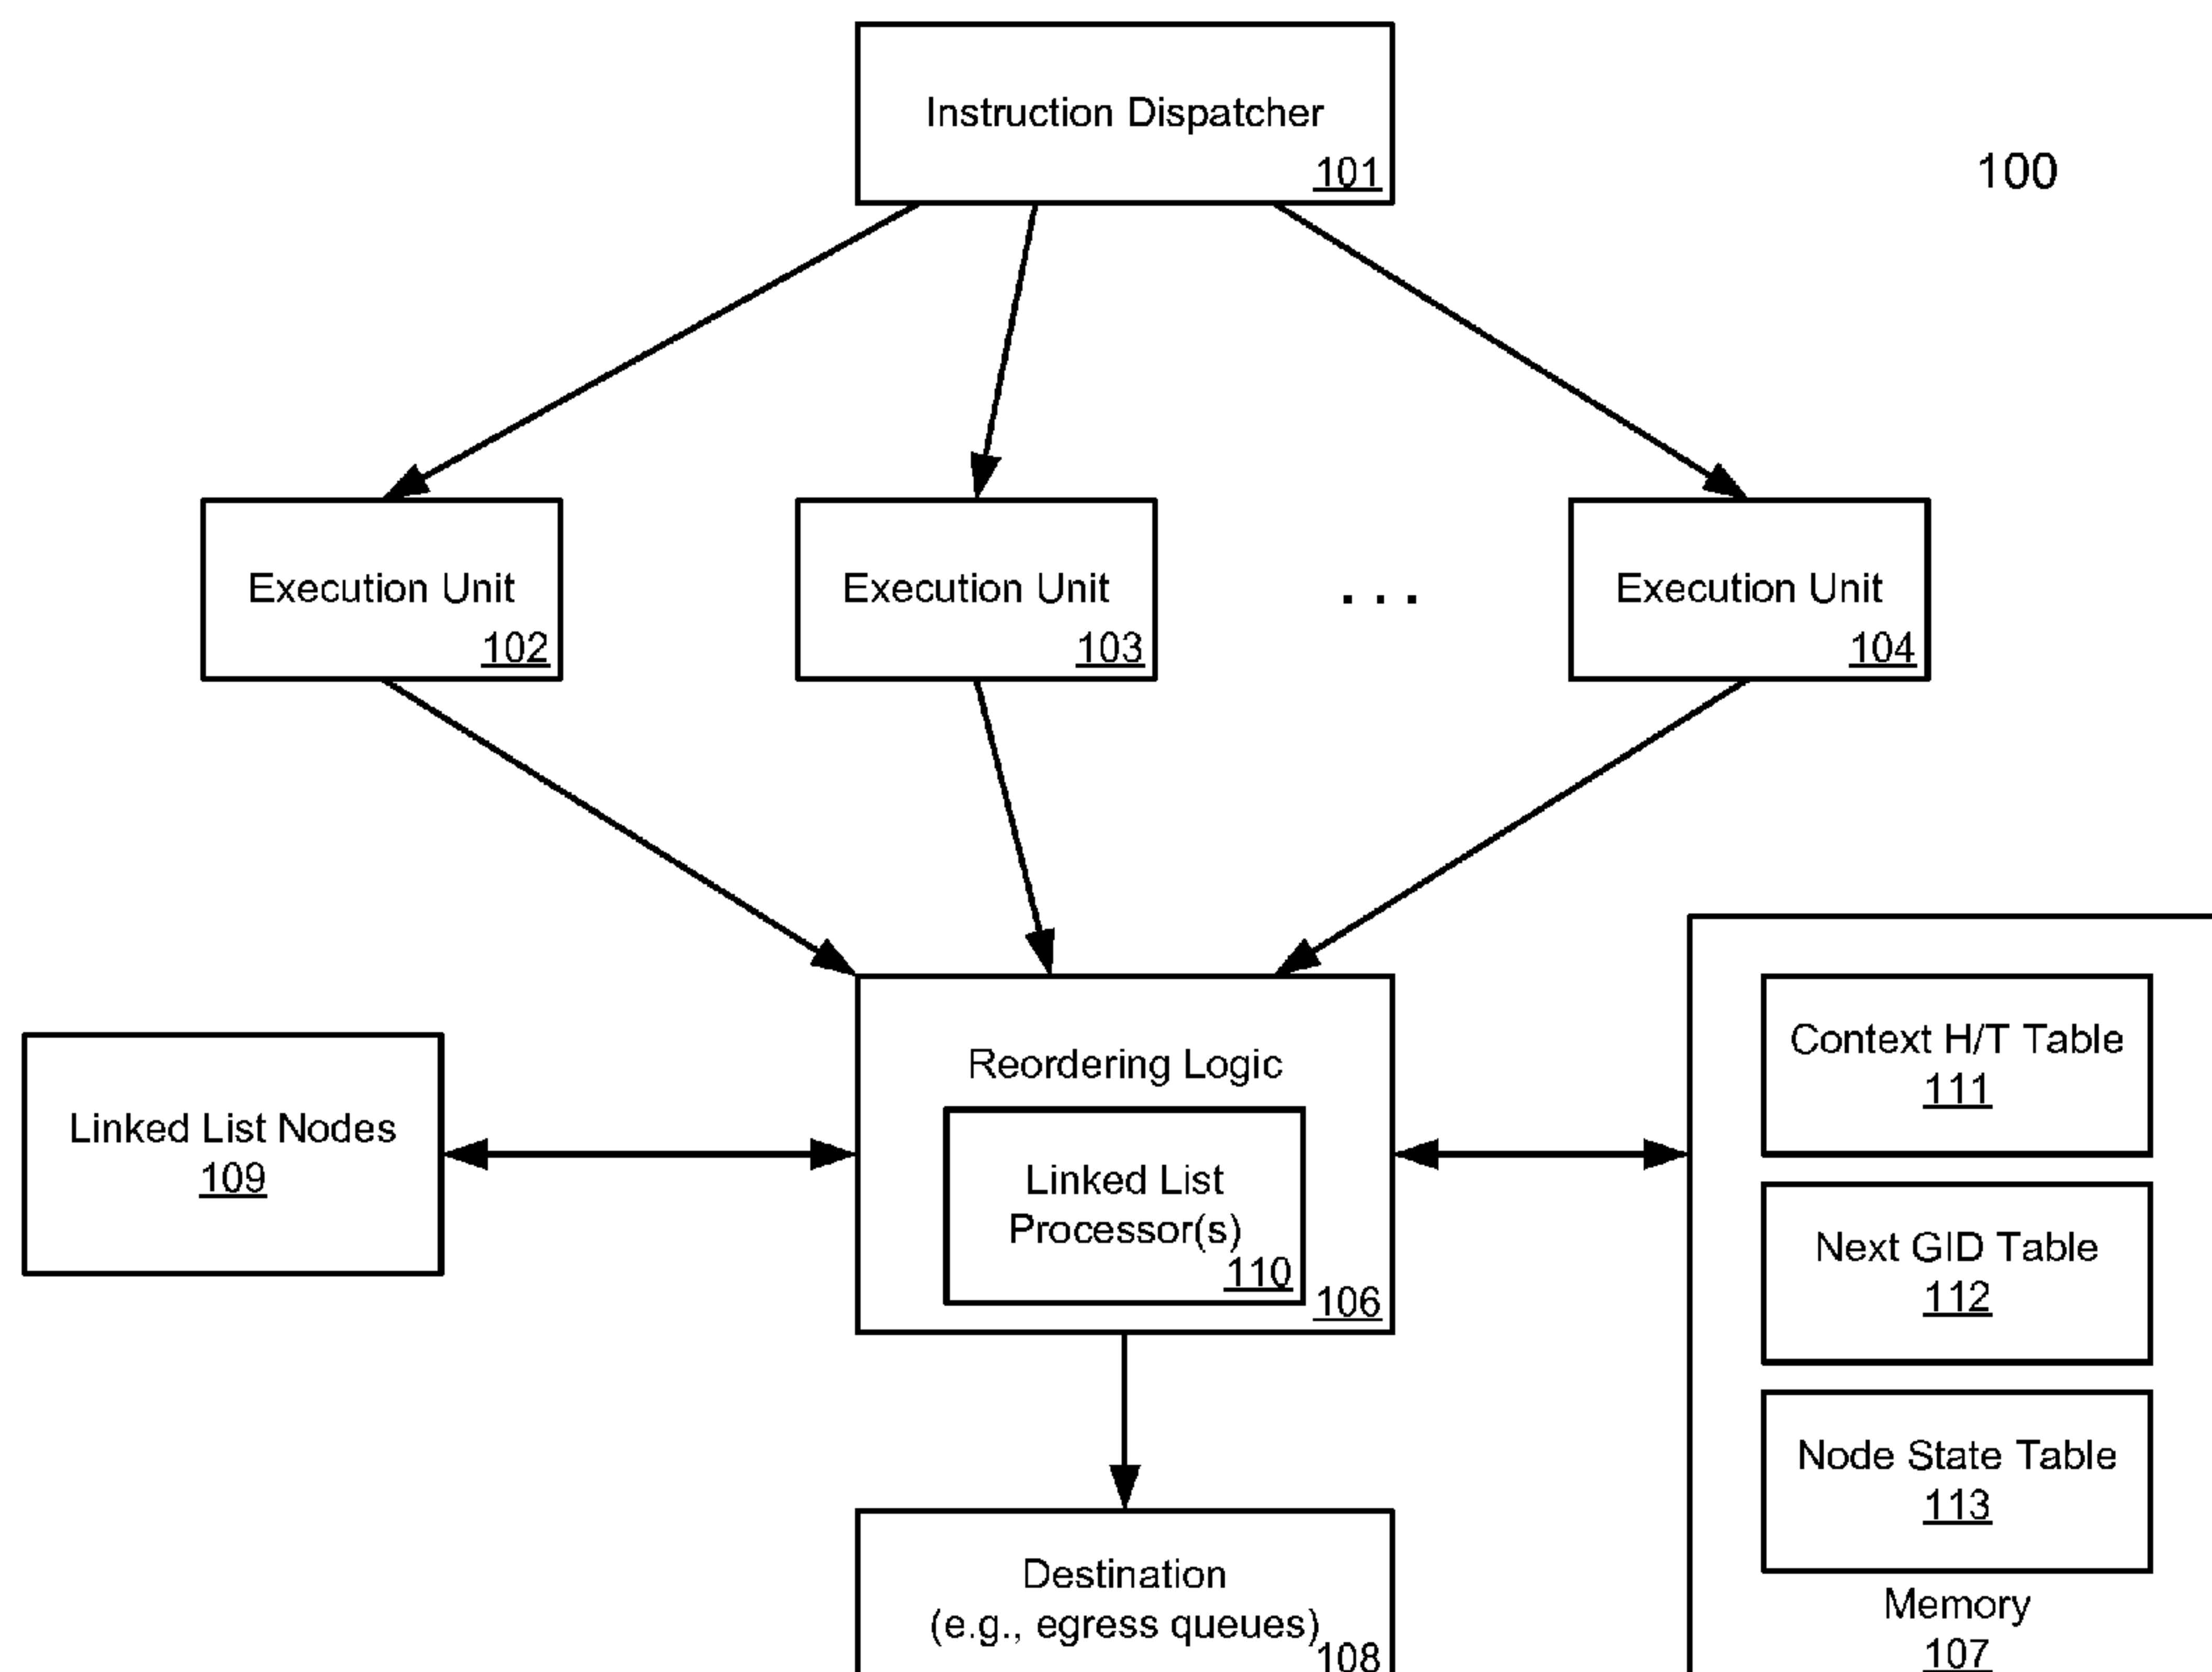 Instruction Dispatcher
101
100
Execution Unit
102
Execution Unit
103
. . .
Execution Unit
104
Linked List Nodes
109
Reordering Logic
Linked List
Processor(s)
110
106
Context H/T Table
111
Next GID Table
112
Node State Table
113
Memory
107
Destination
(e.g., egress queues)
108